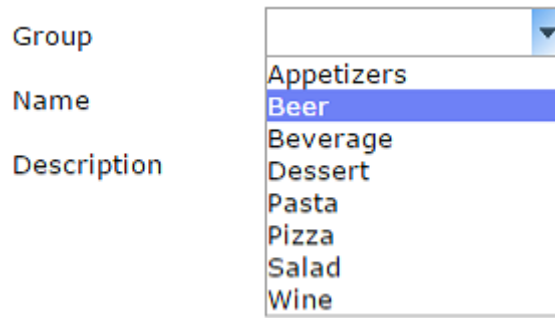 Group
Appetizers
Name
Beer
Beverage
Description
Dessert
Pasta
Pizza
Salad
Wine